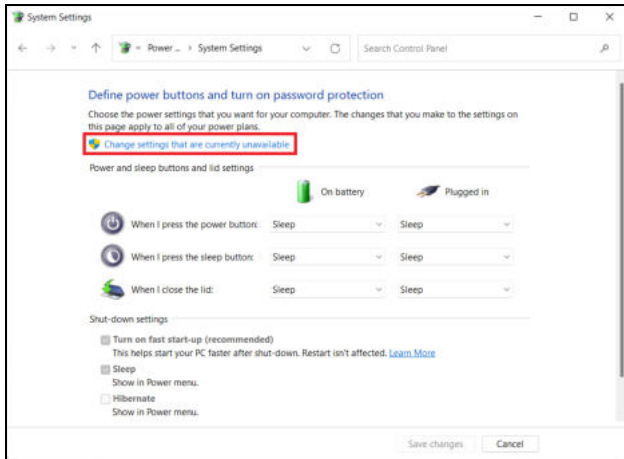 System Settings
Power ... > System Settings
Search Control Panel
Define power buttons and turn on password protection
Choose the power settings that you want for your computer. The changes that you make to the settings on
this page apply to all of your power plans.
Change settings that are currently unavailable
Power and sleep buttons and lid settings
On battery Plugged in
When I press the power button: Sleep Sleep
When I press the sleep button: Sleep Sleep
When I close the lid: Sleep Sleep
Shut-down settings
Turn on fast start-up (recommended)
This helps start your PC faster after shut-down. Restart isn't affected. Learn More
Sleep
Show in Power menu.
Hibernate
Show in Power menu.
Save changes Cancel